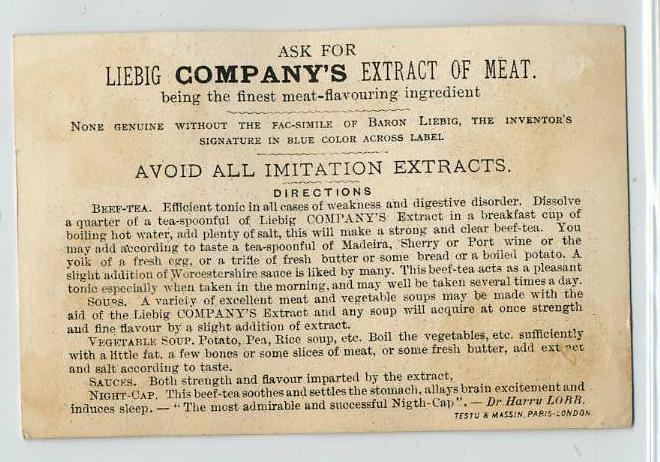 ASK FOR
LIEBIG COMPANY'S EXTRACT OF MEAT.
being the finest meat-flavouring ingredient
NONE GENUINE WITHOUT THE FAC-SIMILE OF BARON LIEBIG, THE INVENTOR'S
SIGNATURE IN BLUE COLOR ACROSS LABEL
AVOID ALL IMITATION EXTRACTS.
DIRECTIONS
BEEF-TEA. Efficient tonic in all cases of weakness and digestive disorder. Dissolve
a quarter of a tea-spoonful of Liebig COMPANY'S Extract in a breakfast cup of
boiling hot water, add plenty of salt, this will make a strong and clear beef-tea. You
may add according to taste a tea-spoonful of Madeira, Sherry or Port wine or the
yolk of a fresh egg, or a trifle of fresh butter or some bread or a boiled potato. A
slight addition of Worcestershire sauce is liked by many. This beef-tea acts as a pleasant
tonic especially when taken in the morning, and may well be taken several times a day.
SOUPS. A variety of excellent meat and vegetable soups may be made with the
aid of the Liebig COMPANY'S Extract and any soup will acquire at once strength
and fine flavour by a slight addition of extract.
VEGETABLE SOUP. Potato, Pea, Rice soup, etc. Boil the vegetables, etc. sufficiently
with a little fat, a few bones or some slices of meat, or some fresh butter, add extract
and salt according to taste.
SAUCES. Both strength and flavour imparted by the extract,
NIGHT-CAP. This beef-tea soothes and settles the stomach, allays brain excitement and
induces sleep. — "The most admirable and successful Nigth-Cap". — Dr Harry LOBB.
TESTU & MASSIN, PARIS-LONDON.